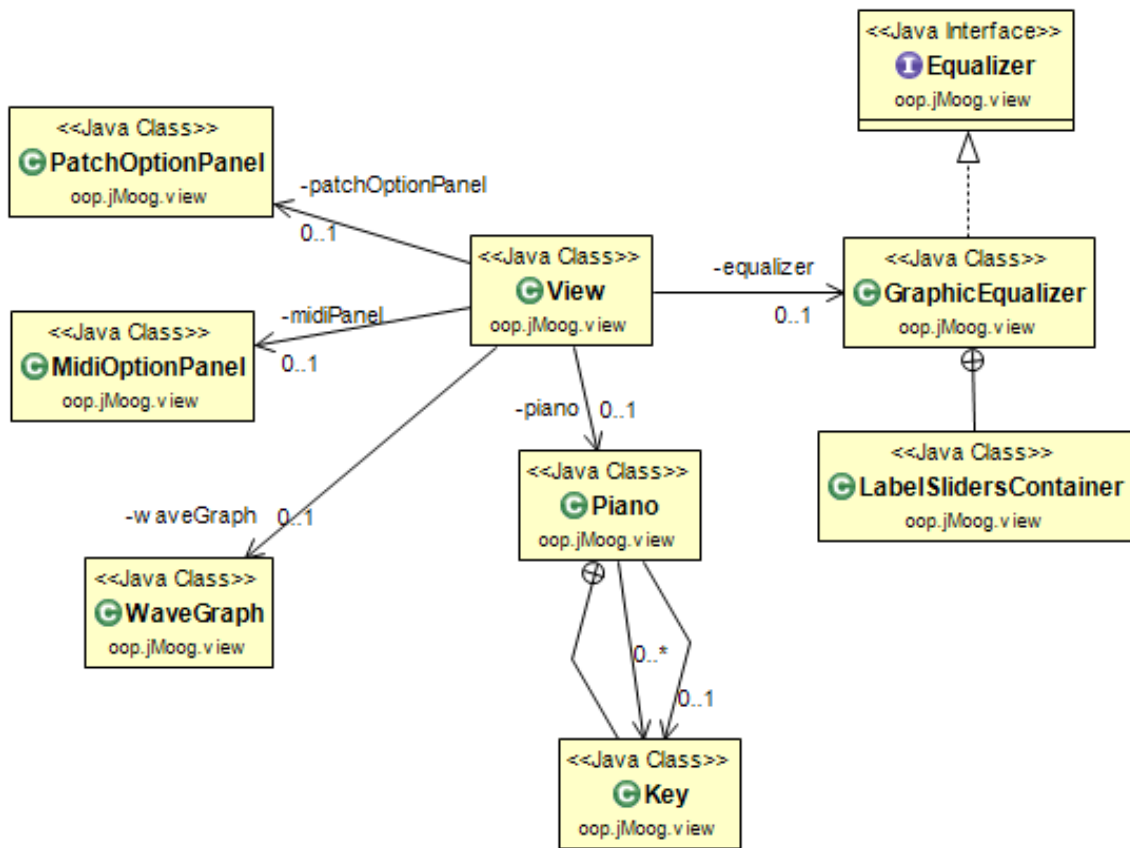 <<Java Interface>>
I Equalizer
oop.jMoog.view
<<Java Class>>
C PatchOptionPanel
oop.jMoog.view
-patchOptionPanel
0..1
<<Java Class>>
C View
oop.jMoog.view
-equalizer
0..1
<<Java Class>>
C GraphicEqualizer
oop.jMoog.view
-midiPanel
0..1
<<Java Class>>
C MidiOptionPanel
oop.jMoog.view
-piano
0..1
<<Java Class>>
C LabelSlidersContainer
oop.jMoog.view
<<Java Class>>
C Piano
oop.jMoog.view
-waveGraph
0..1
<<Java Class>>
C WaveGraph
oop.jMoog.view
0..*
0..1
<<Java Class>>
C Key
oop.jMoog.view